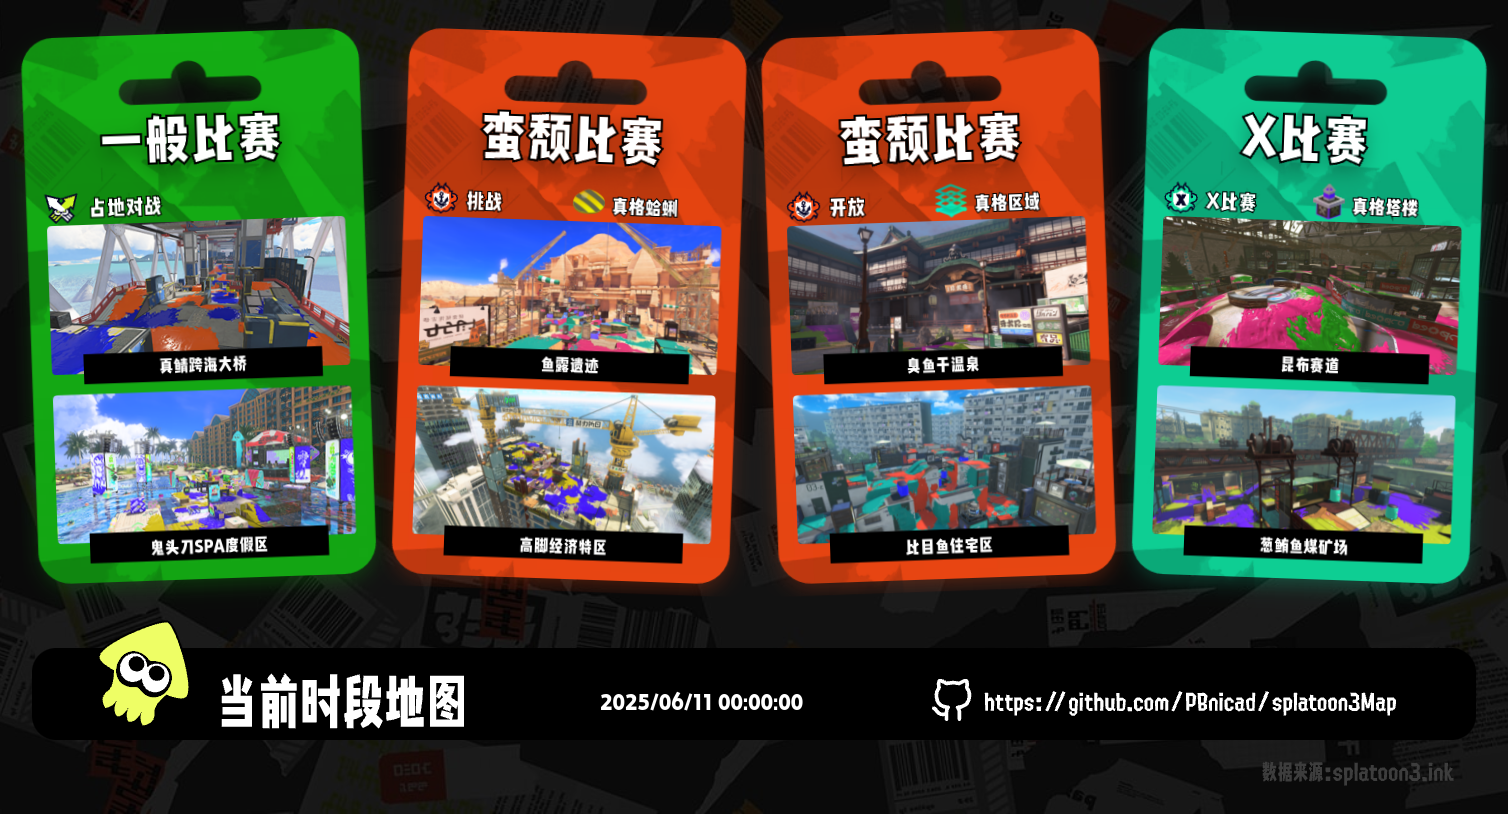 一般比赛
占地对战
真鲭跨海大桥
鬼头刀SPA度假区
蛮颓比赛
挑战
真格蛤蜊
鱼露遗迹
高脚经济特区
蛮颓比赛
开放
真格区域
臭鱼干温泉
比目鱼住宅区
X比赛
X比赛
真格塔楼
昆布赛道
葱鲔鱼煤矿场
当前时段地图
2025/06/11 00:00:00
https://github.com/PBnicad/splatoon3Map
数据来源:splatoon3.ink